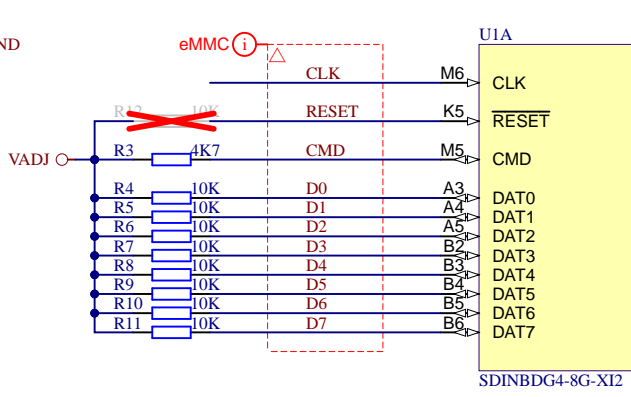 U1A
ND
eMMC i
CLK M6 CLK
R12 10K RESET K5 RESET
VADJ R3 4K7 CMD M5 CMD
R4 10K D0 A3 DAT0
R5 10K D1 A4 DAT1
R6 10K D2 A5 DAT2
R7 10K D3 B2 DAT3
R8 10K D4 B3 DAT4
R9 10K D5 B4 DAT5
R10 10K D6 B5 DAT6
R11 10K D7 B6 DAT7
SDINBDG4-8G-XI2